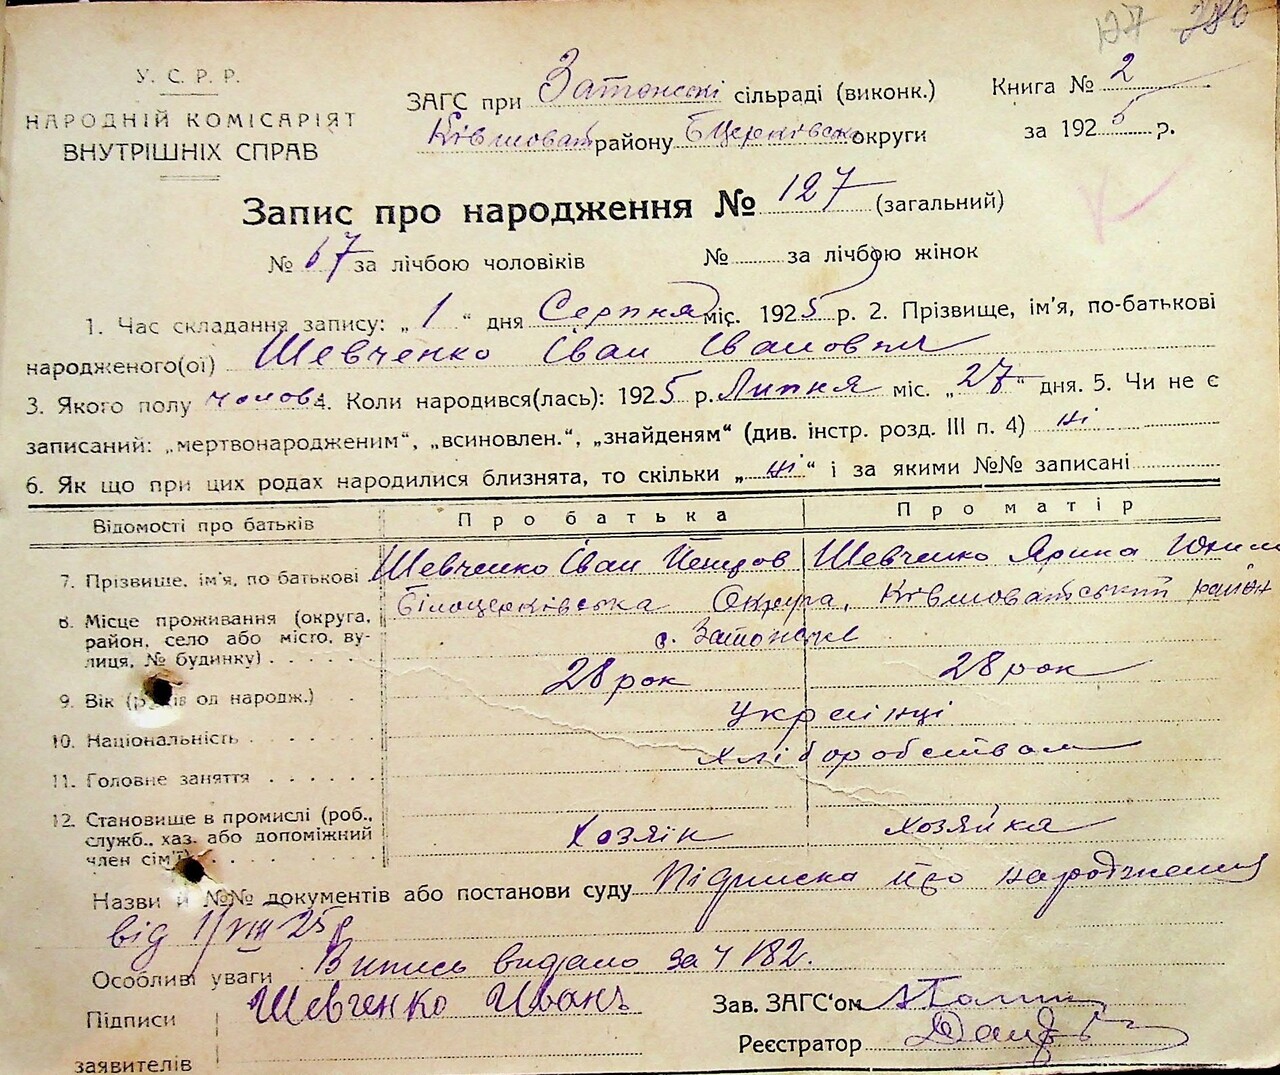 127 286
У. С. Р. Р.
НАРОДНІЙ КОМІСАРІЯТ
ВНУТРІШНІХ СПРАВ
ЗАГС при Затонскі сільраді (виконк.)
Ківшоват району БЦерківсько округи
Книга № 2
за 1925 р.
Запис про народження № 127 (загальний)
№ 67 за лічбою чоловіків № за лічбою жінок
1. Час складання запису: „1“ дня Серпня міс. 1925 р. 2. Прізвище, ім'я, по-батькові
народженого(ої) Шевченко Іван Іванович
3. Якого полу чолов 4. Коли народився(лась): 1925 р. Липня міс. „27“ дня. 5. Чи не є
записаний: „мертвонародженим“, „всиновлен.“, „знайденям“ (див. інстр. розд. III п. 4) ні
6. Як що при цих родах народилися близнята, то скільки „ні“ і за якими №№ записані
Відомості про батьків Про батька Про матір
7. Прізвище, ім'я, по батькові Шевченко Іван Шевченко Ярина
8. Місце проживання (округа, район, село або місто, вулиця, № будинку) Білоцерківська Округа, Ківшоватський район
с. Затонське
9. Вік (років од народж.) 28 рок 28 рок
10. Національність українці
11. Головне заняття хліборобством
12. Становище в промислі (роб., служб., хаз. або допоміжний член сім'ї) Хозяїн Хозяйка
Назви й №№ документів або постанови суду Підписка про народження
від 1/VIII 25 р
Особливі уваги Випись видано за ч 182.
Підписи заявителів Шевченко Иванъ
Зав. ЗАГС'ом
Реєстратор